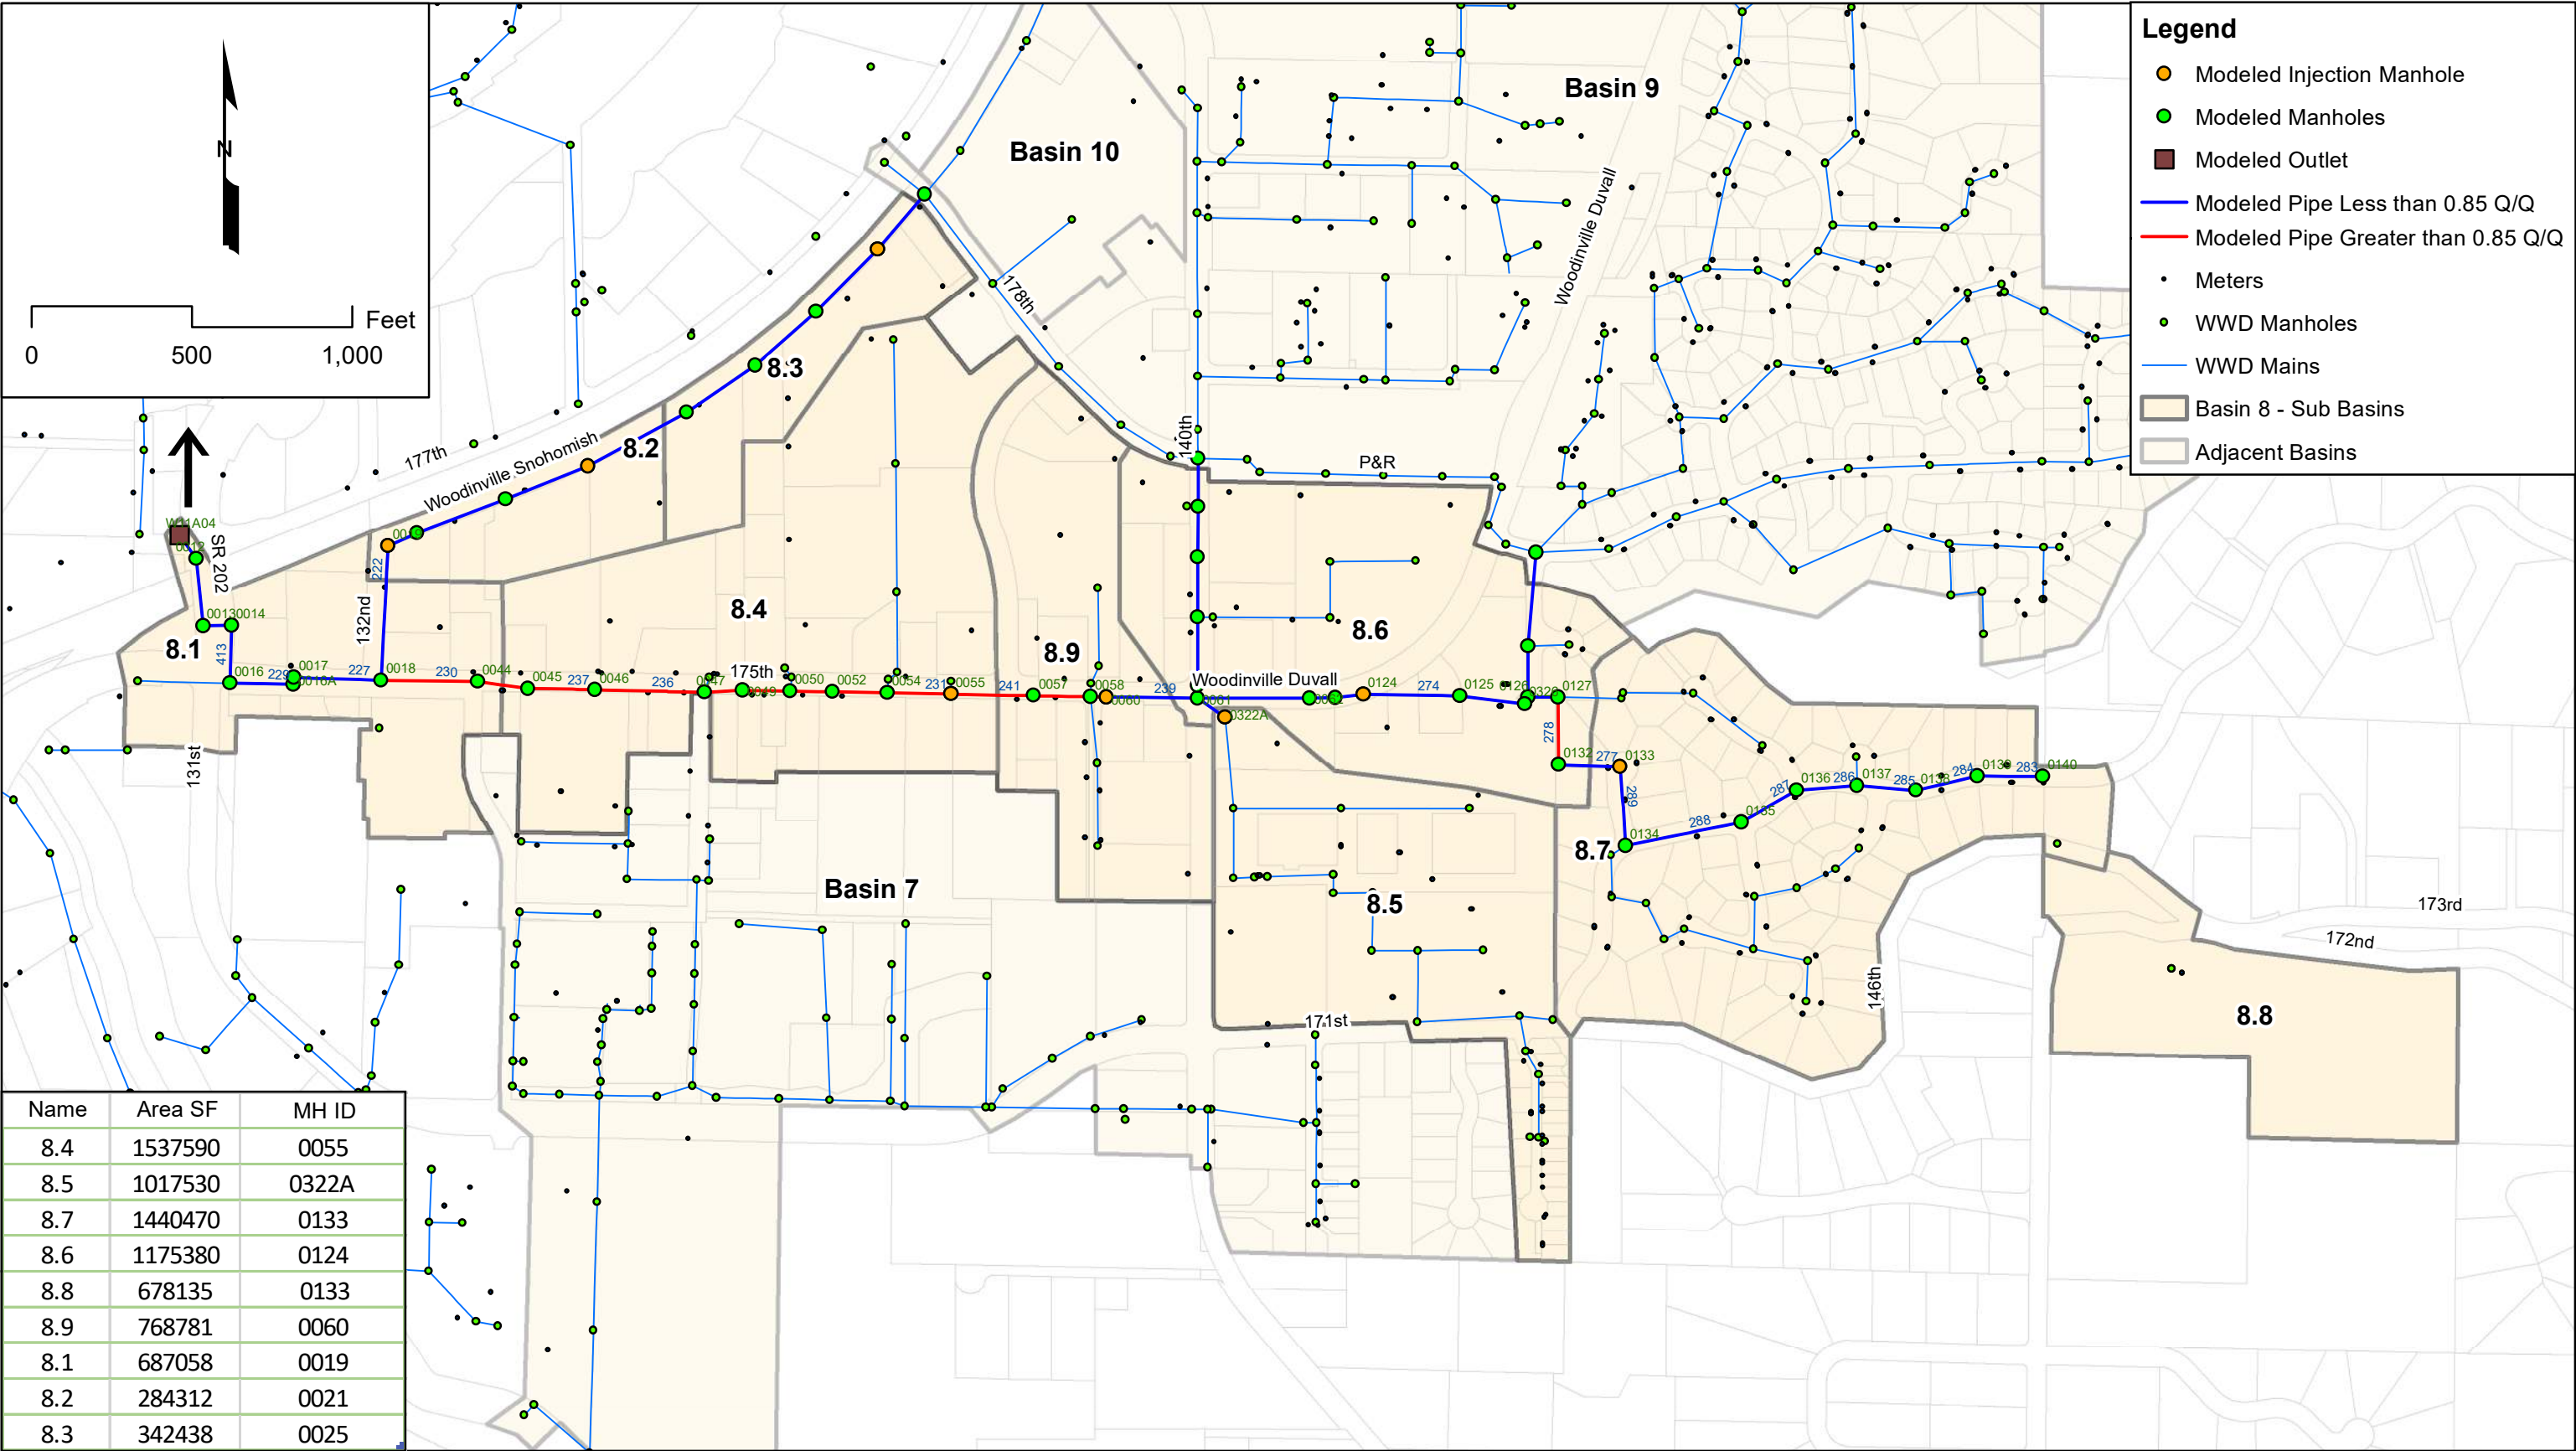 N
Feet
0 500 1,000
Legend
Modeled Injection Manhole
Modeled Manholes
Modeled Outlet
Modeled Pipe Less than 0.85 Q/Q
Modeled Pipe Greater than 0.85 Q/Q
Meters
WWD Manholes
WWD Mains
Basin 8 - Sub Basins
Adjacent Basins
Basin 9
Basin 10
Woodinville Duvall
178th
140th
P&R
8.3
8.2
177th
Woodinville Snohomish
SR 202
222
132nd
8.1
0013 0014
413
0016
229
0017
227
0018
230
0044
0045
237
0046
236
0047
175th
0050
0052
0054
231
0055
241
0057
0058
0060
239
8.4
8.9
8.6
Woodinville Duvall
0322A
0124
274
0125
0126
0127
278
0132
277
0133
289
0134
288
0135
287
0136
286
0137
285
0138
284
0139
283
0140
8.7
131st
Basin 7
8.5
171st
146th
173rd
172nd
8.8
Name Area SF MH ID
8.4 1537590 0055
8.5 1017530 0322A
8.7 1440470 0133
8.6 1175380 0124
8.8 678135 0133
8.9 768781 0060
8.1 687058 0019
8.2 284312 0021
8.3 342438 0025